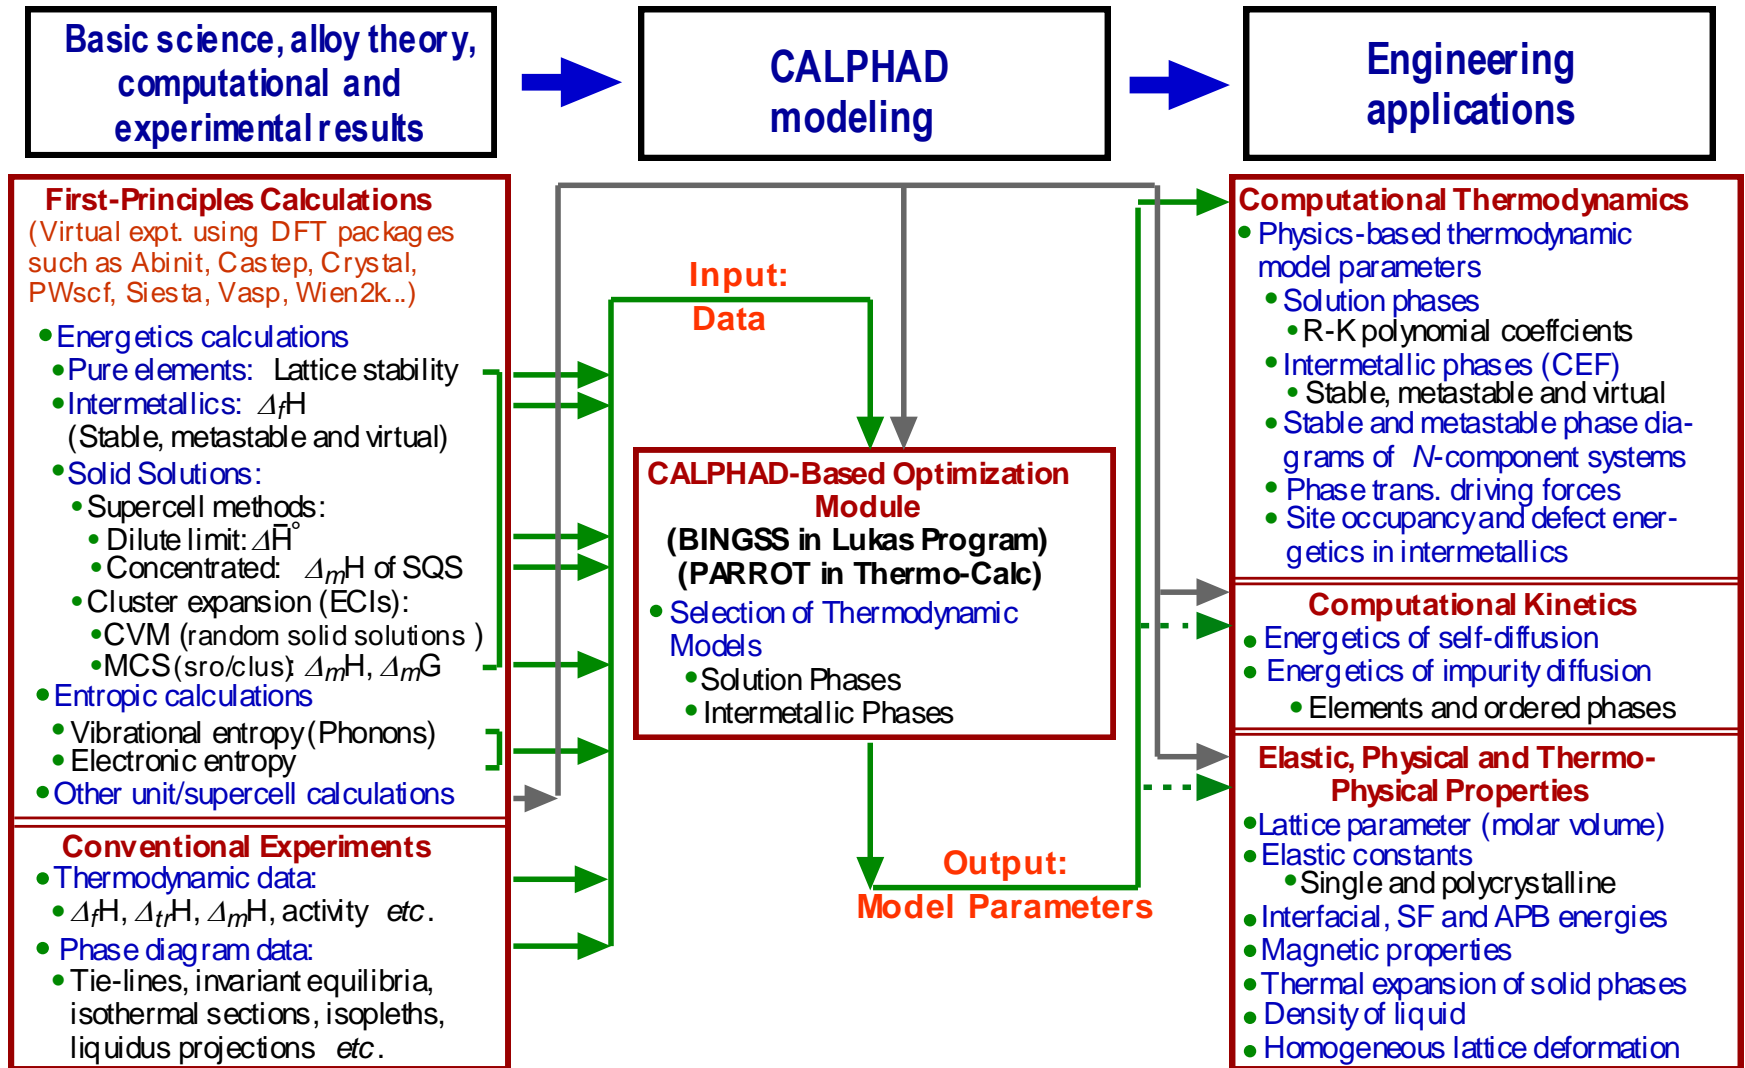 Basic science, alloy theory,
computational and
experimental results
CALPHAD
modeling
Engineering
applications
First-Principles Calculations
(Virtual expt. using DFT packages
such as Abinit, Castep, Crystal,
PWscf, Siesta, Vasp, Wien2k...)
• Energetics calculations
• Pure elements: Lattice stability
• Intermetallics: ΔfH
(Stable, metastable and virtual)
• Solid Solutions:
• Supercell methods:
• Dilute limit: ΔH̄°
• Concentrated: ΔmH of SQS
• Cluster expansion (ECIs):
• CVM (random solid solutions )
• MCS (sro/clus): ΔmH, ΔmG
• Entropic calculations
• Vibrational entropy (Phonons)
• Electronic entropy
• Other unit/supercell calculations
Conventional Experiments
• Thermodynamic data:
• ΔfH, ΔtrH, ΔmH, activity etc.
• Phase diagram data:
• Tie-lines, invariant equilibria,
isothermal sections, isopleths,
liquidus projections etc.
Input:
Data
CALPHAD-Based Optimization
Module
(BINGSS in Lukas Program)
(PARROT in Thermo-Calc)
• Selection of Thermodynamic
Models
• Solution Phases
• Intermetallic Phases
Output:
Model Parameters
Computational Thermodynamics
• Physics-based thermodynamic
model parameters
• Solution phases
• R-K polynomial coeffcients
• Intermetallic phases (CEF)
• Stable, metastable and virtual
• Stable and metastable phase dia-
grams of N-component systems
• Phase trans. driving forces
• Site occupancy and defect ener-
getics in intermetallics
Computational Kinetics
• Energetics of self-diffusion
• Energetics of impurity diffusion
• Elements and ordered phases
Elastic, Physical and Thermo-
Physical Properties
• Lattice parameter (molar volume)
• Elastic constants
• Single and polycrystalline
• Interfacial, SF and APB energies
• Magnetic properties
• Thermal expansion of solid phases
• Density of liquid
• Homogeneous lattice deformation